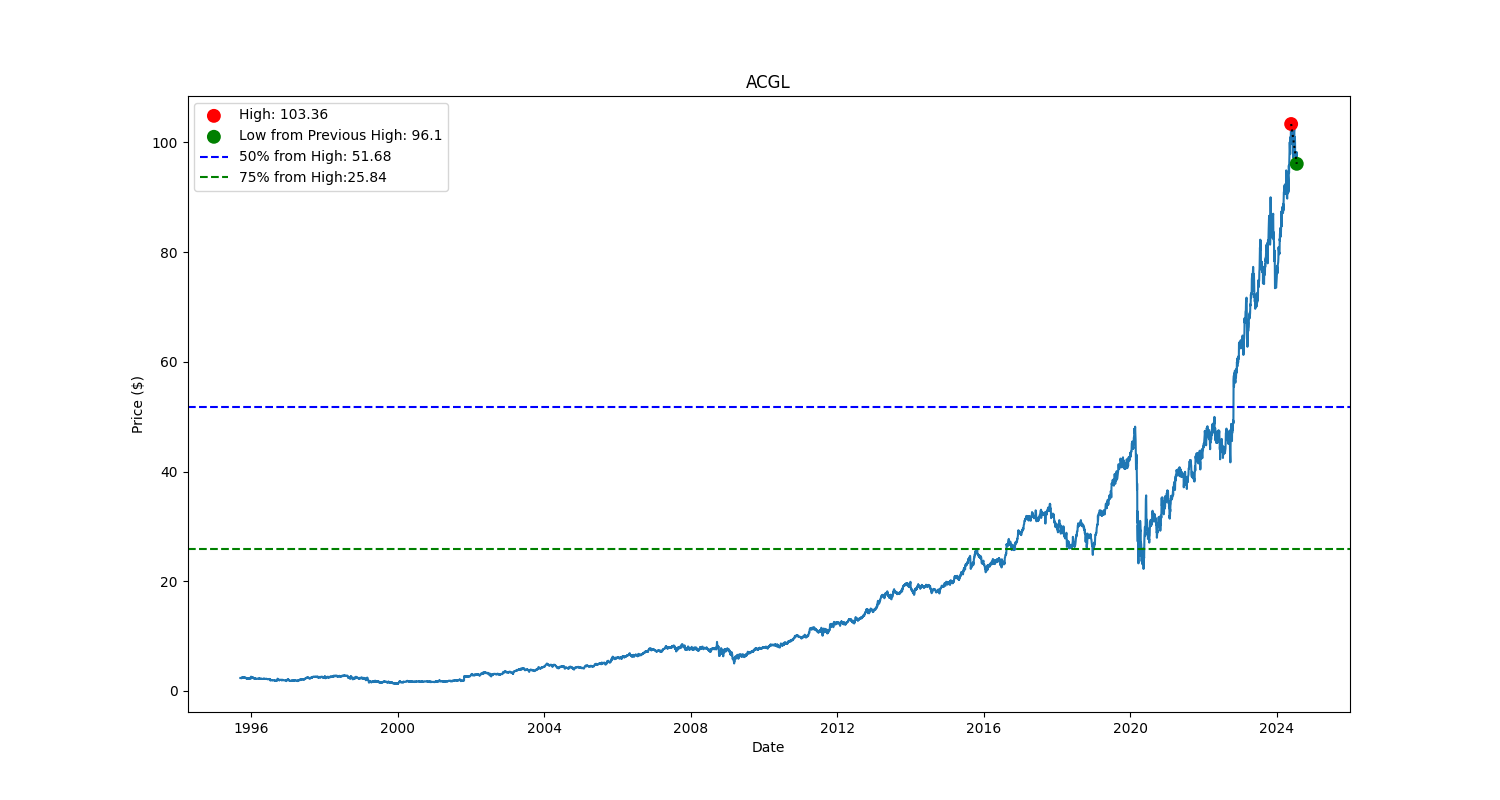 ACGL
High: 103.36
Low from Previous High: 96.1
50% from High: 51.68
75% from High:25.84
100
80
60
40
20
0
Price ($)
1996 2000 2004 2008 2012 2016 2020 2024
Date